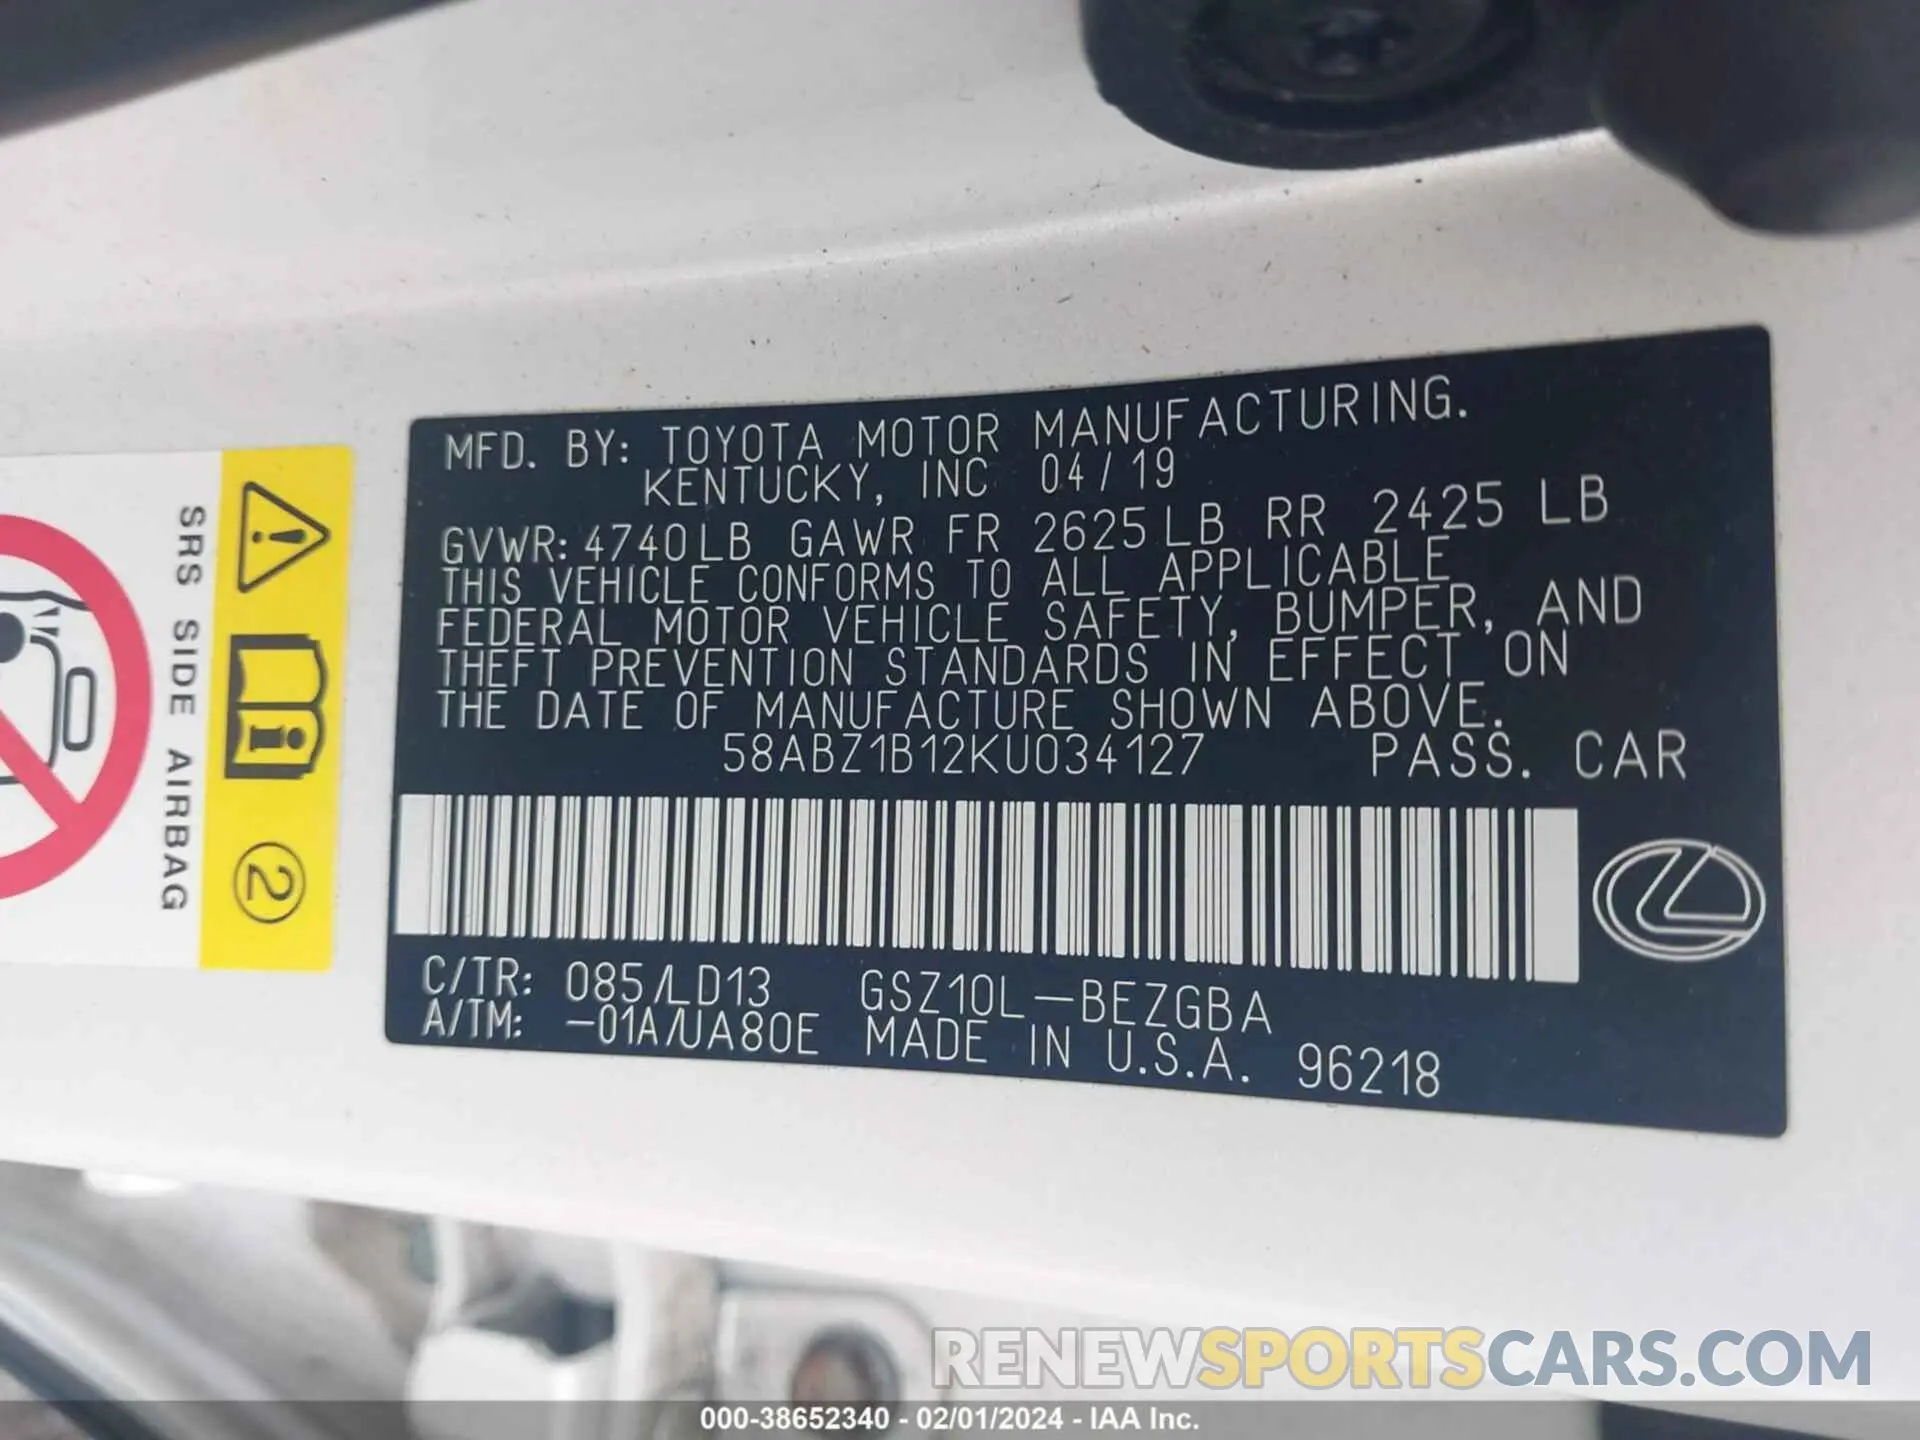 MFD. BY: TOYOTA MOTOR MANUFACTURING.
KENTUCKY, INC 04/19
GVWR: 4740LB GAWR FR 2625LB RR 2425 LB
THIS VEHICLE CONFORMS TO ALL APPLICABLE
FEDERAL MOTOR VEHICLE SAFETY, BUMPER, AND
THEFT PREVENTION STANDARDS IN EFFECT ON
THE DATE OF MANUFACTURE SHOWN ABOVE.
58ABZ1B12KU034127 PASS. CAR
C/TR: 085/LD13 GSZ10L-BEZGBA
A/TM: -01A/UA80E MADE IN U.S.A. 96218
SRS SIDE AIRBAG
2
RENEWSPORTSCARS.COM
000-38652340 - 02/01/2024 - IAA Inc.